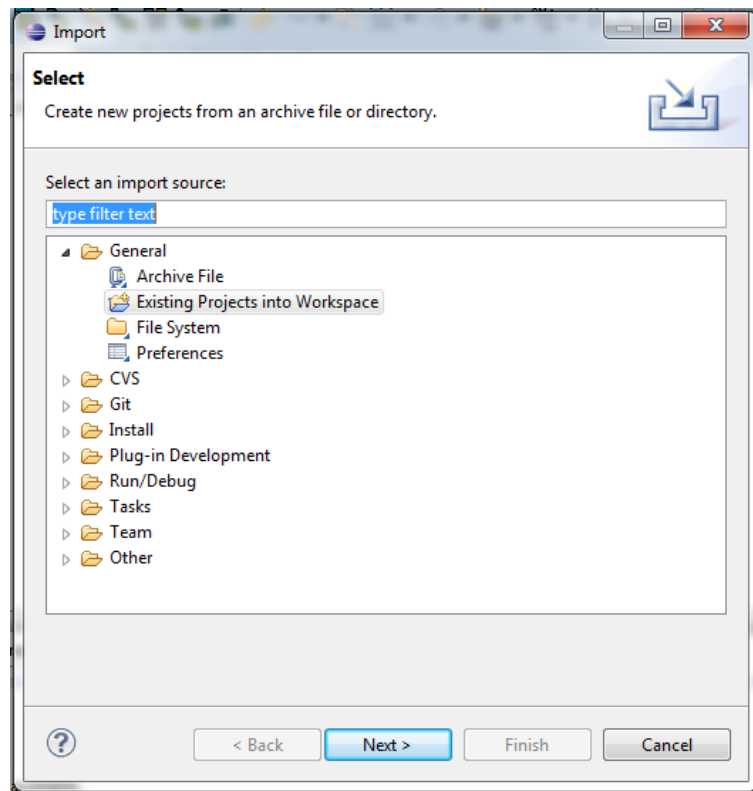 Import
Select
Create new projects from an archive file or directory.
Select an import source:
type filter text
General
Archive File
Existing Projects into Workspace
File System
Preferences
CVS
Git
Install
Plug-in Development
Run/Debug
Tasks
Team
Other
? < Back Next > Finish Cancel